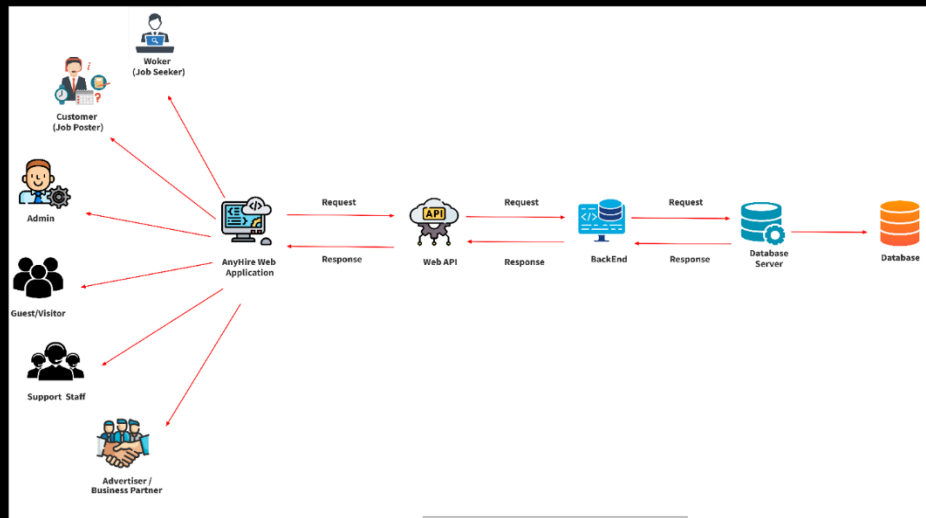 Woker
(Job Seeker)
Customer
(Job Poster)
Admin
Guest/Visitor
Support Staff
Advertiser /
Business Partner
AnyHire Web
Application
Request
Response
API
Web API
Request
Response
BackEnd
Request
Response
Database
Server
Database